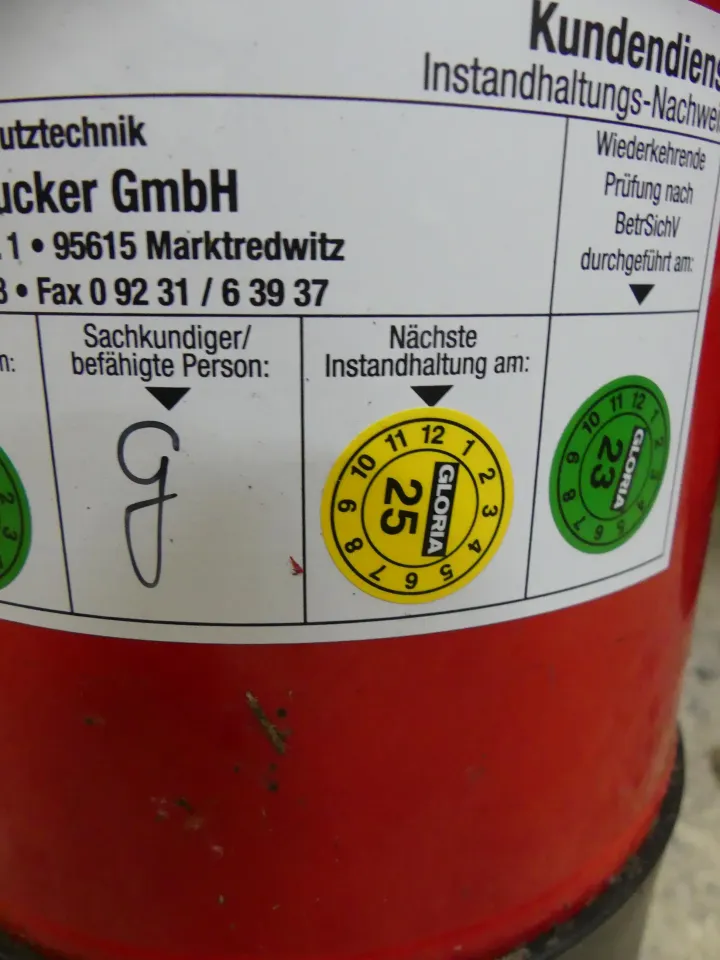 Kundendiens
Instandhaltungs-Nachwei
utztechnik
ucker GmbH
. 1 • 95615 Marktredwitz
8 • Fax 0 92 31 / 6 39 37
Wiederkehrende
Prüfung nach
BetrSichV
durchgeführt am:
n:
Sachkundiger/
befähigte Person:
Nächste
Instandhaltung am:
1 2 3 4 5 6 7 8 9 10 11 12
GLORIA
25
1 2 3 4 5 6 7 8 9 10 11 12
GLORIA
23
2 3 4